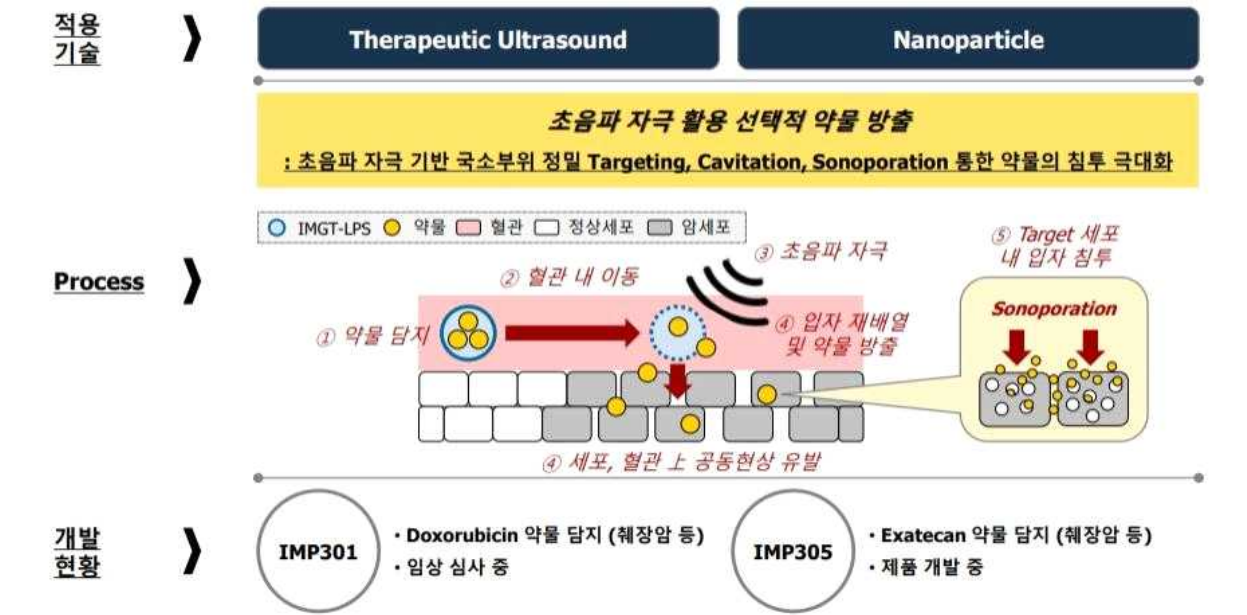 적용
기술
Therapeutic Ultrasound
Nanoparticle
초음파 자극 활용 선택적 약물 방출
: 초음파 자극 기반 국소부위 정밀 Targeting, Cavitation, Sonoporation 통한 약물의 침투 극대화
Process
IMGT-LPS 약물 혈관 정상세포 암세포
① 약물 담지
② 혈관 내 이동
③ 초음파 자극
④ 입자 재배열
및 약물 방출
④ 세포, 혈관 上 공동현상 유발
⑤ Target 세포
내 입자 침투
Sonoporation
개발
현황
IMP301
· Doxorubicin 약물 담지 (췌장암 등)
· 임상 심사 중
IMP305
· Exatecan 약물 담지 (췌장암 등)
· 제품 개발 중